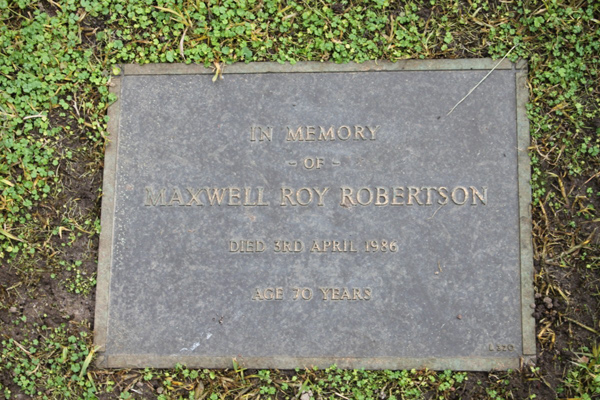 IN MEMORY
- OF -
MAXWELL ROY ROBERTSON
DIED 3RD APRIL 1986
AGE 70 YEARS